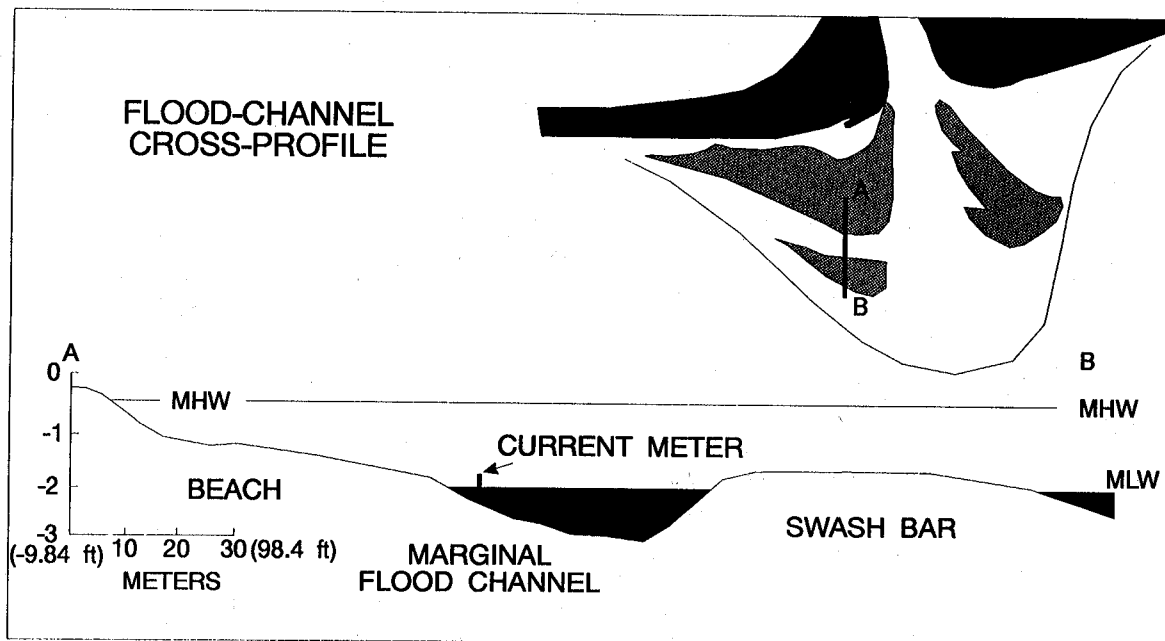 FLOOD-CHANNEL
CROSS-PROFILE
A
B
A
B
0
MHW
MHW
-1
CURRENT METER
-2
MLW
BEACH
SWASH BAR
-3
(-9.84 ft) 10 20 30 (98.4 ft)
METERS
MARGINAL
FLOOD CHANNEL